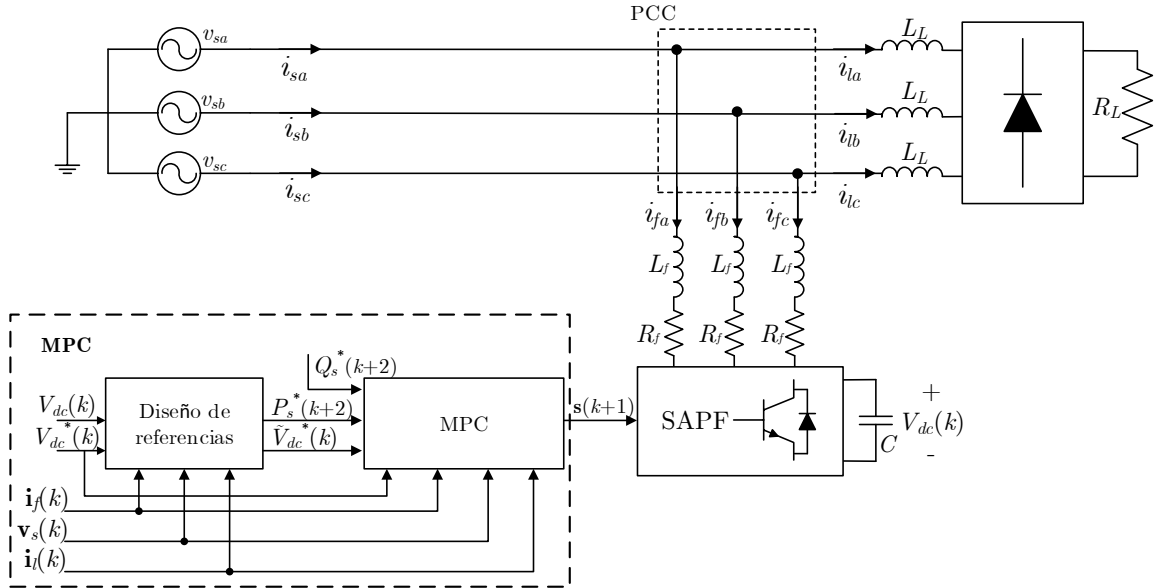 PCC
v_sa
i_sa
i_la
L_L
v_sb
i_sb
i_lb
L_L
R_L
v_sc
i_sc
i_lc
L_L
i_fa
i_fb
i_fc
L_f
L_f
L_f
R_f
R_f
R_f
MPC
Q_s^*(k+2)
V_dc(k)
V_dc^*(k)
Diseño de
referencias
P_s^*(k+2)
Ṽ_dc^*(k)
MPC
s(k+1)
SAPF
C
+
V_dc(k)
-
i_f(k)
v_s(k)
i_l(k)